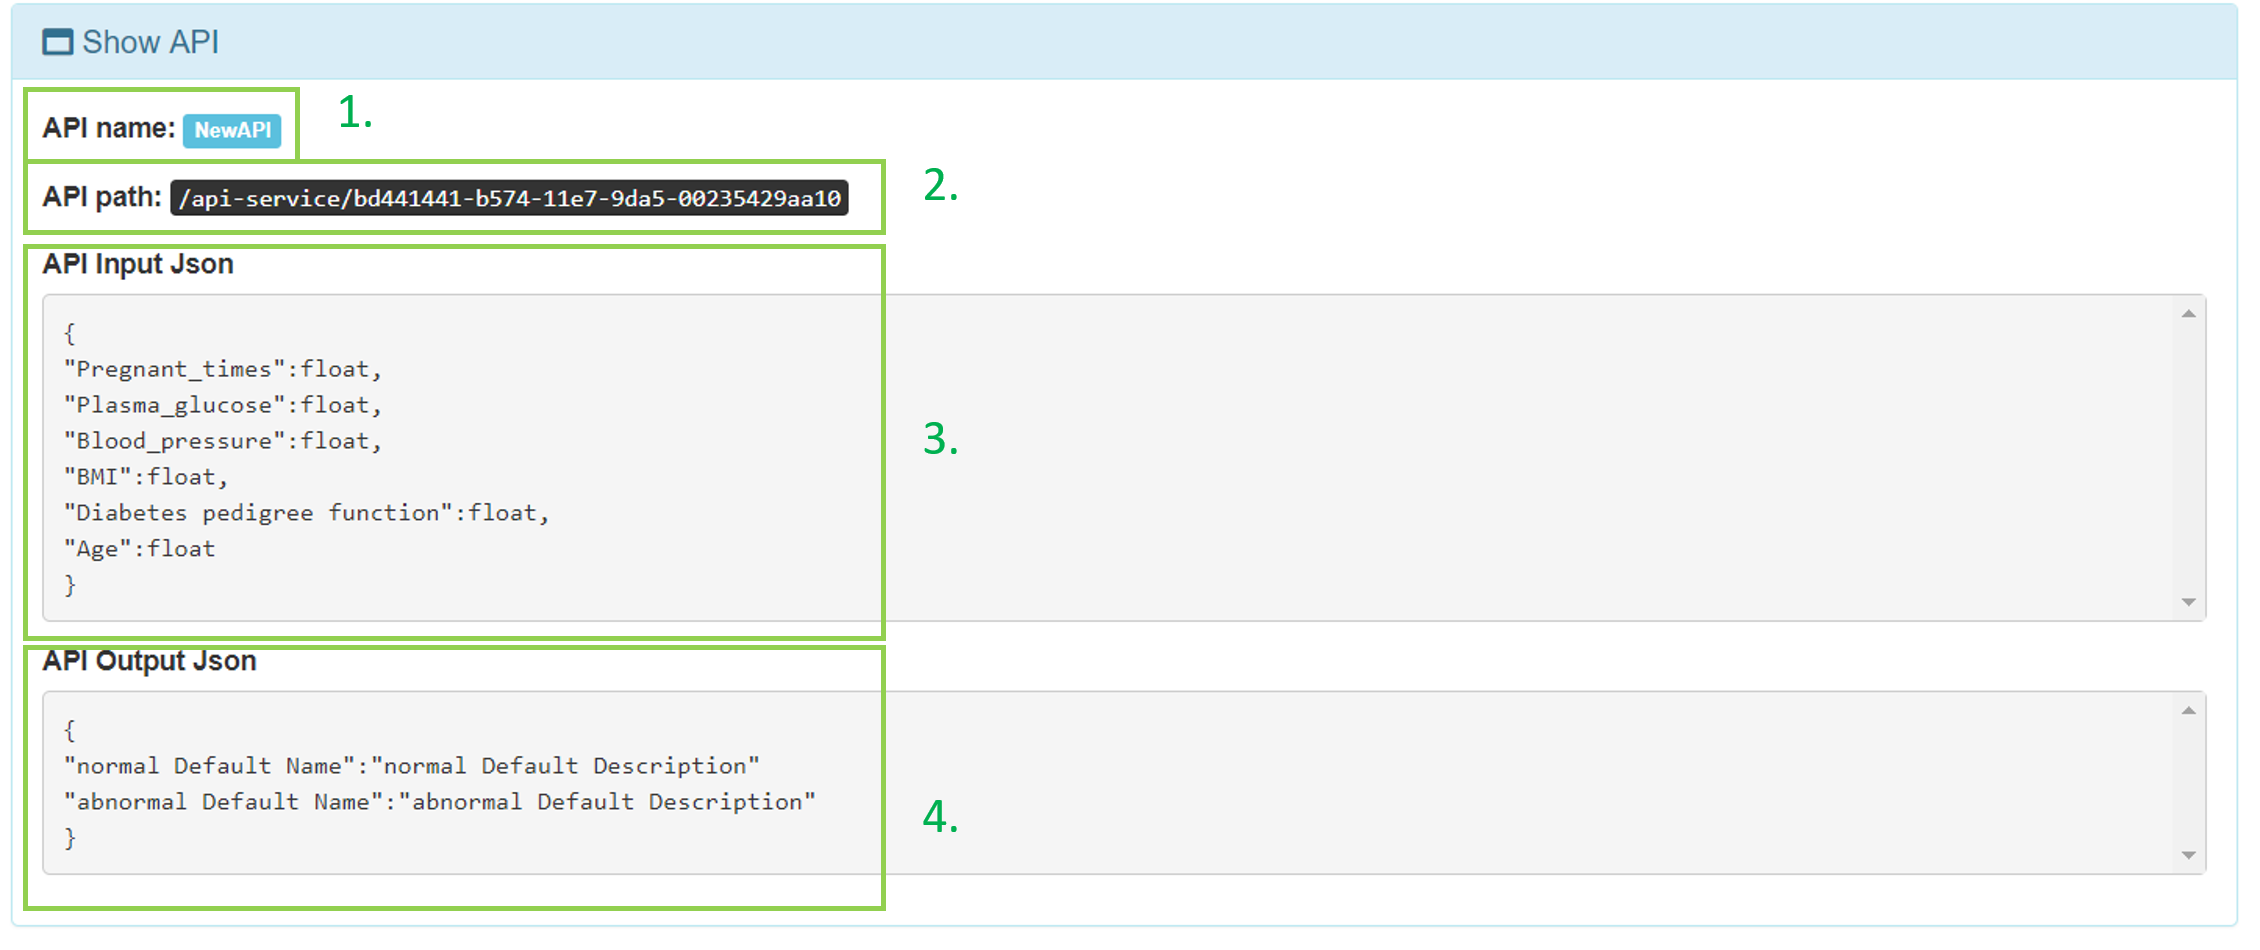 Show API
API name: NewAPI
1.
API path: /api-service/bd441441-b574-11e7-9da5-00235429aa10
2.
API Input Json
{
"Pregnant_times":float,
"Plasma_glucose":float,
"Blood_pressure":float,
3.
"BMI":float,
"Diabetes pedigree function":float,
"Age":float
}
API Output Json
{
"normal Default Name":"normal Default Description"
"abnormal Default Name":"abnormal Default Description"
4.
}